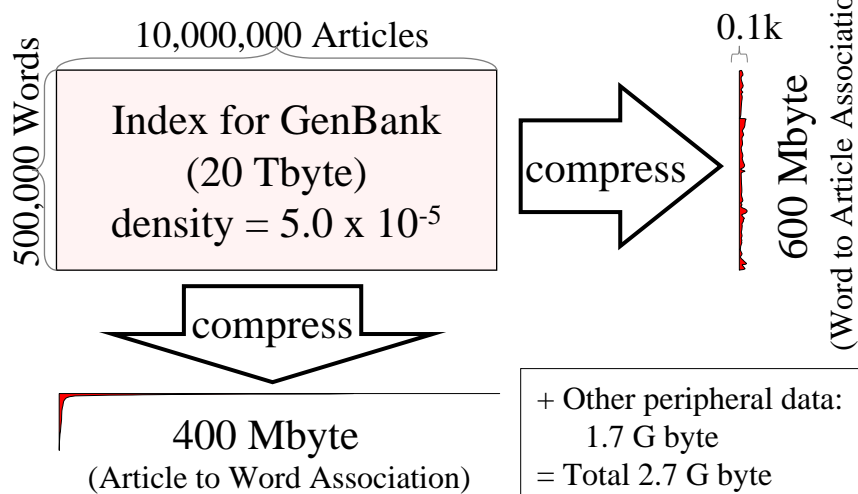 10,000,000 Articles
500,000 Words
Index for GenBank
(20 Tbyte)
density = 5.0 x 10-5
compress
0.1k
600 Mbyte
(Word to Article Association
compress
400 Mbyte
(Article to Word Association)
+ Other peripheral data:
1.7 G byte
= Total 2.7 G byte